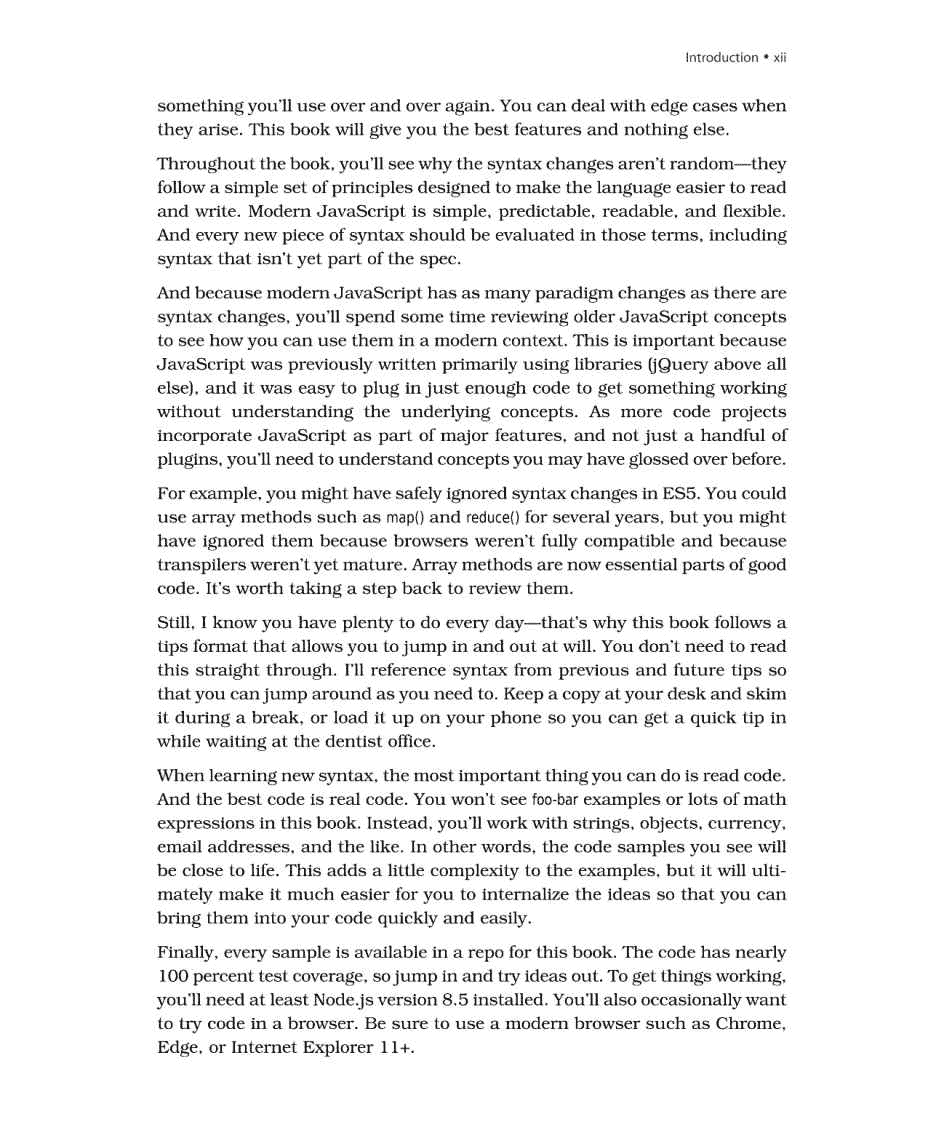 Introduction • xii
something you'll use over and over again. You can deal with edge cases when
they arise. This book will give you the best features and nothing else.
Throughout the book, you'll see why the syntax changes aren't random—they
follow a simple set of principles designed to make the language easier to read
and write. Modern JavaScript is simple, predictable, readable, and flexible.
And every new piece of syntax should be evaluated in those terms, including
syntax that isn't yet part of the spec.
And because modern JavaScript has as many paradigm changes as there are
syntax changes, you'll spend some time reviewing older JavaScript concepts
to see how you can use them in a modern context. This is important because
JavaScript was previously written primarily using libraries (jQuery above all
else), and it was easy to plug in just enough code to get something working
without understanding the underlying concepts. As more code projects
incorporate JavaScript as part of major features, and not just a handful of
plugins, you'll need to understand concepts you may have glossed over before.
For example, you might have safely ignored syntax changes in ES5. You could
use array methods such as map() and reduce() for several years, but you might
have ignored them because browsers weren't fully compatible and because
transpilers weren't yet mature. Array methods are now essential parts of good
code. It's worth taking a step back to review them.
Still, I know you have plenty to do every day—that's why this book follows a
tips format that allows you to jump in and out at will. You don't need to read
this straight through. I'll reference syntax from previous and future tips so
that you can jump around as you need to. Keep a copy at your desk and skim
it during a break, or load it up on your phone so you can get a quick tip in
while waiting at the dentist office.
When learning new syntax, the most important thing you can do is read code.
And the best code is real code. You won't see foo-bar examples or lots of math
expressions in this book. Instead, you'll work with strings, objects, currency,
email addresses, and the like. In other words, the code samples you see will
be close to life. This adds a little complexity to the examples, but it will ulti-
mately make it much easier for you to internalize the ideas so that you can
bring them into your code quickly and easily.
Finally, every sample is available in a repo for this book. The code has nearly
100 percent test coverage, so jump in and try ideas out. To get things working,
you'll need at least Node.js version 8.5 installed. You'll also occasionally want
to try code in a browser. Be sure to use a modern browser such as Chrome,
Edge, or Internet Explorer 11+.